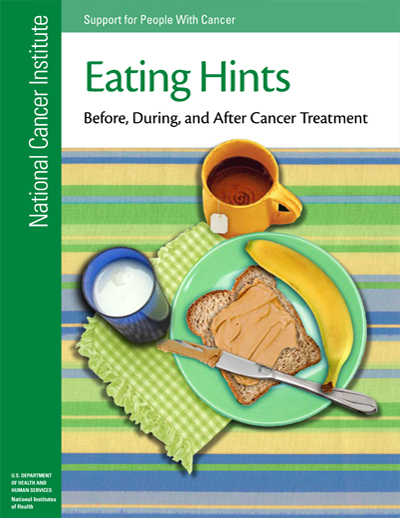 Support for People With Cancer
National Cancer Institute
Eating Hints
Before, During, and After Cancer Treatment
U.S. DEPARTMENT
OF HEALTH AND
HUMAN SERVICES
National Institutes
of Health